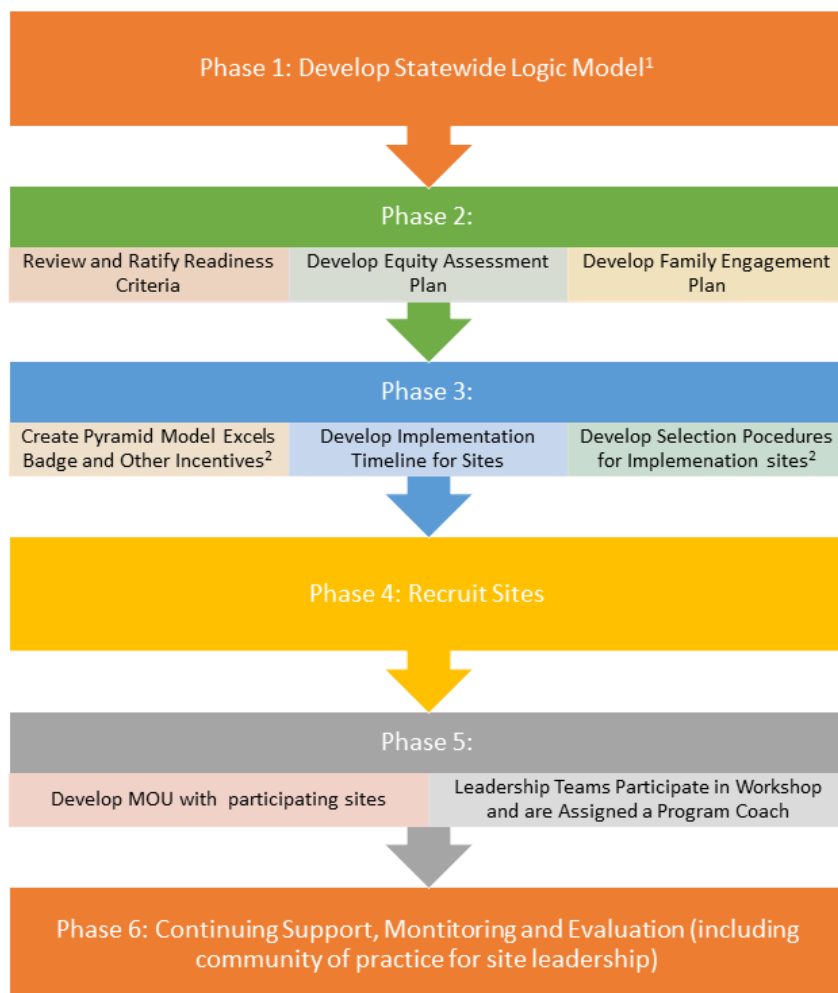 Phase 1: Develop Statewide Logic Model¹
Phase 2:
Review and Ratify Readiness
Criteria
Develop Equity Assessment
Plan
Develop Family Engagement
Plan
Phase 3:
Create Pyramid Model Excels
Badge and Other Incentives²
Develop Implementation
Timeline for Sites
Develop Selection Pocedures
for Implemenation sites²
Phase 4: Recruit Sites
Phase 5:
Develop MOU with participating sites
Leadership Teams Participate in Workshop
and are Assigned a Program Coach
Phase 6: Continuing Support, Montitoring and Evaluation (including
community of practice for site leadership)